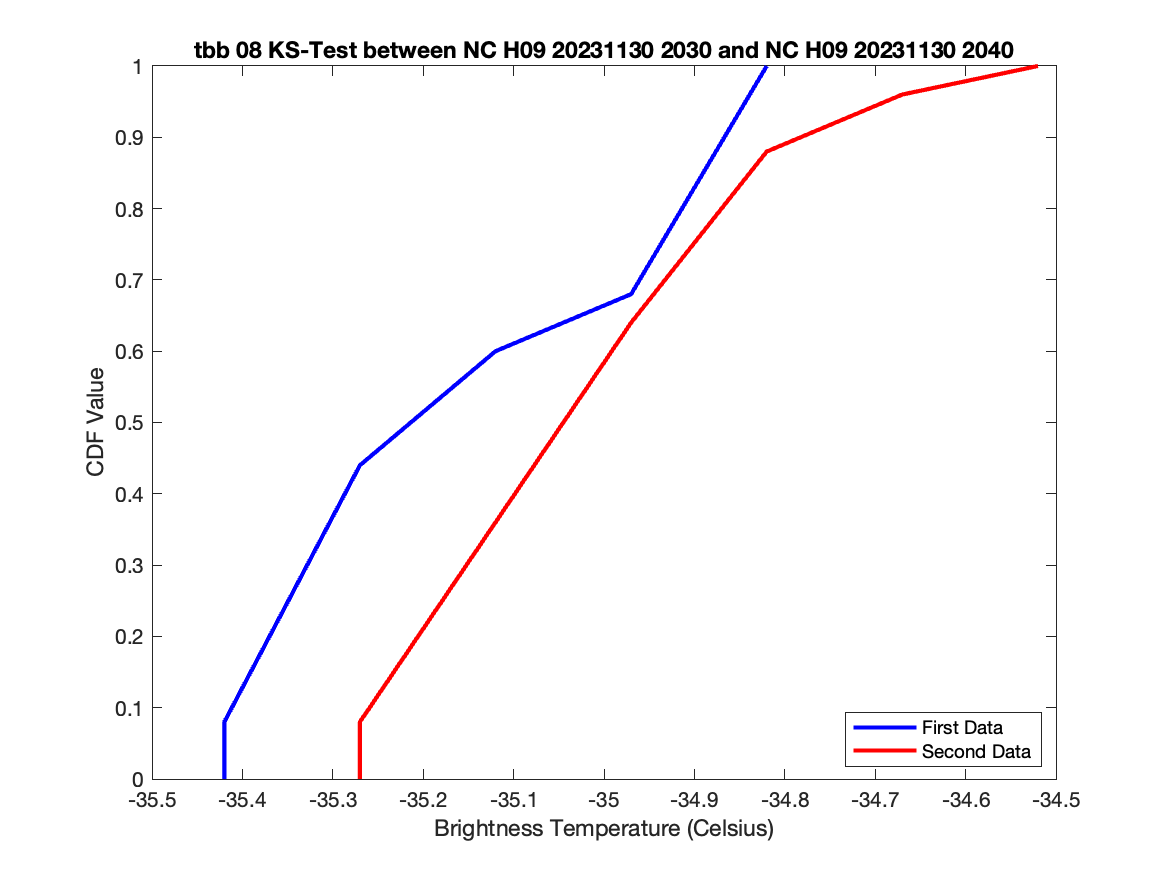 tbb 08 KS-Test between NC H09 20231130 2030 and NC H09 20231130 2040
1
0.9
0.8
0.7
0.6
0.5
0.4
0.3
0.2
0.1
0
CDF Value
First Data
Second Data
-35.5 -35.4 -35.3 -35.2 -35.1 -35 -34.9 -34.8 -34.7 -34.6 -34.5
Brightness Temperature (Celsius)